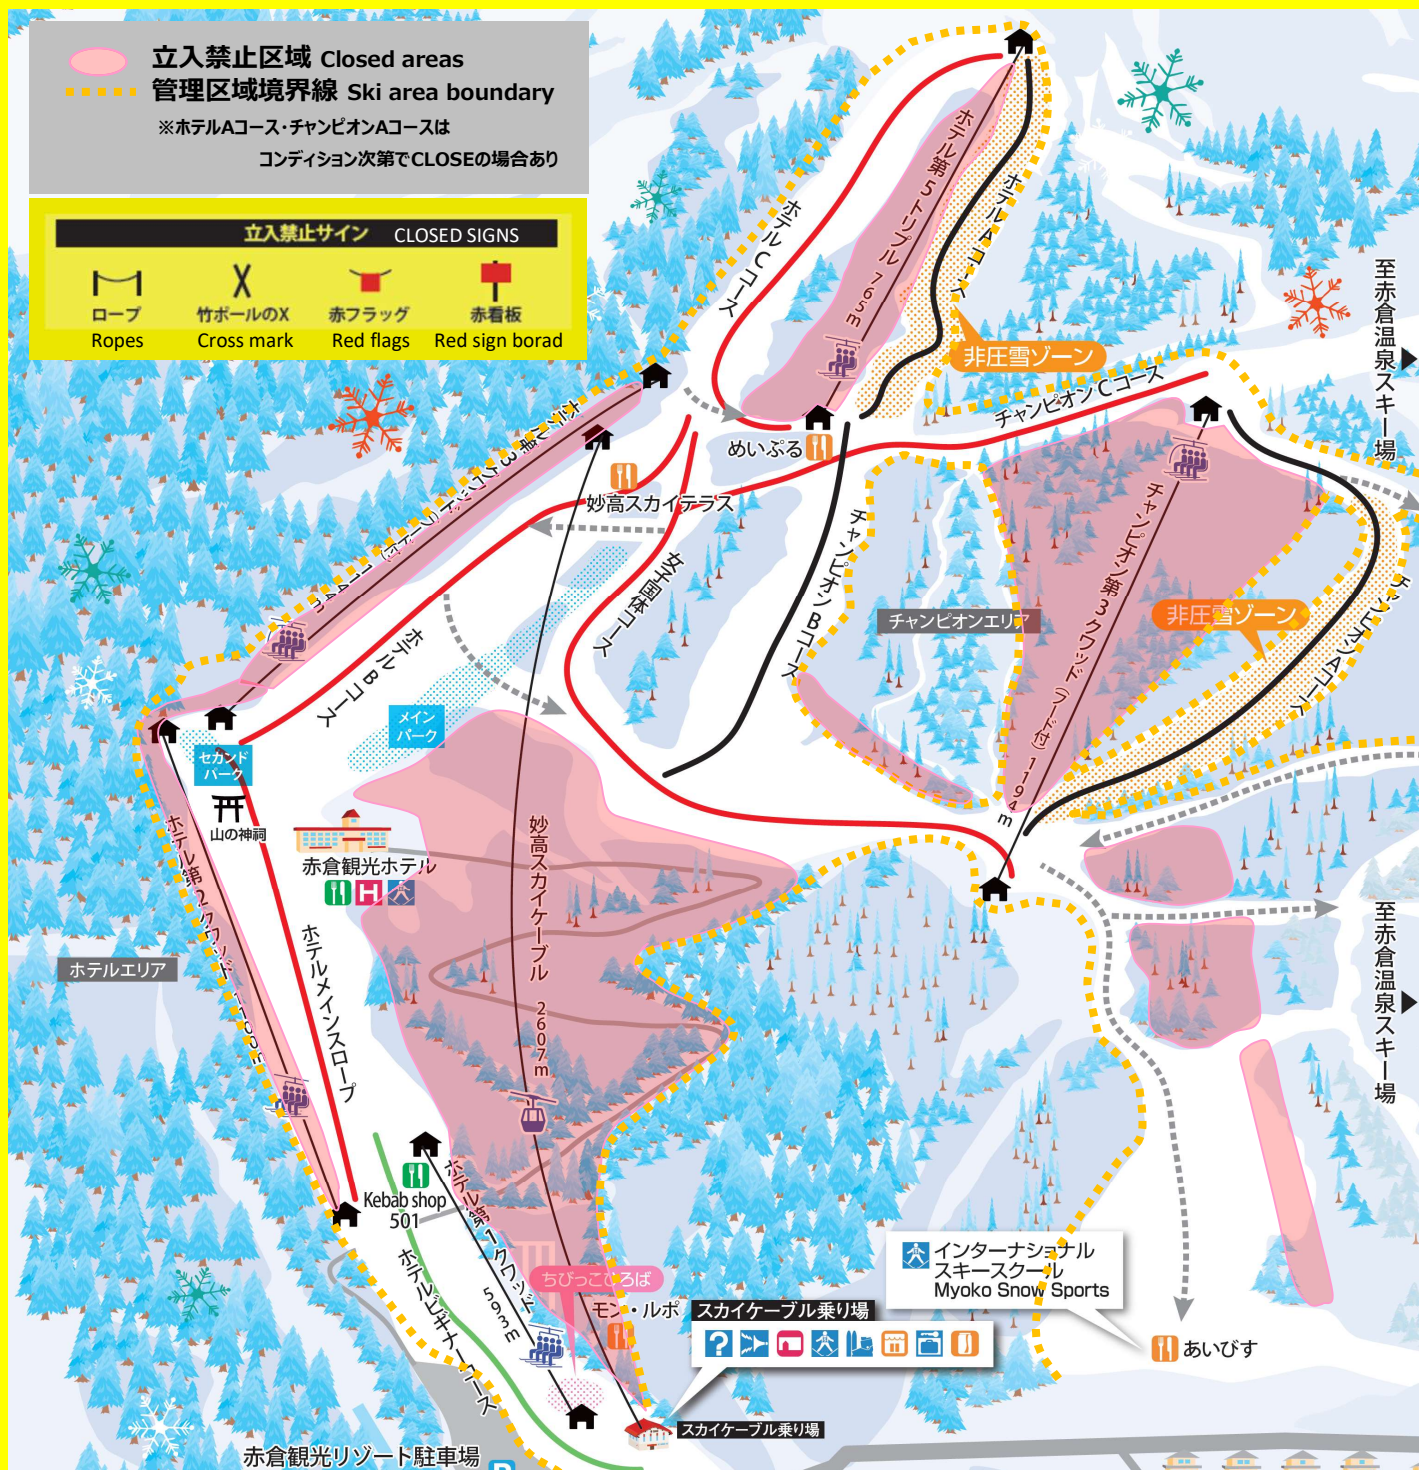 立入禁止区域 Closed areas
管理区域境界線 Ski area boundary
※ホテルAコース・チャンピオンAコースは
コンディション次第でCLOSEの場合あり
立入禁止サイン CLOSED SIGNS
ロープ
竹ボールのX
赤フラッグ
赤看板
Ropes
Cross mark
Red flags
Red sign borad
ホテルCコース
ホテル第5トリプル 765m
ホテルAコース
非圧雪ゾーン
至赤倉温泉スキー場
チャンピオンCコース
めいぷる
妙高スカイテラス
女子国体コース
チャンピオンBコース
チャンピオンエリア
チャンピオン第3クワッド(フード付) 1194m
非圧雪ゾーン
チャンピオンAコース
ホテルBコース
メイン
パーク
セカンド
パーク
山の神祠
赤倉観光ホテル
H
妙高スカイケーブル 2607m
ホテルエリア
ホテルメインスロープ
至赤倉温泉スキー場
Kebab shop
501
ホテル第1クワッド 593m
ホテルビギナーコース
ちびっこひろば
モン・ルポ
スカイケーブル乗り場
?
インターナショナル
スキースクール
Myoko Snow Sports
あいびす
スカイケーブル乗り場
赤倉観光リゾート駐車場